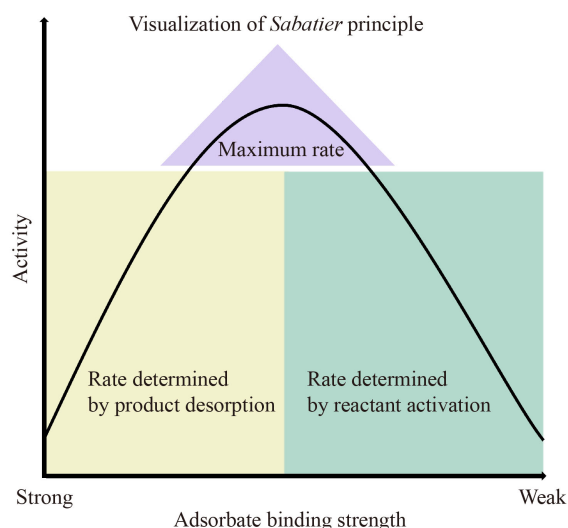 Visualization of Sabatier principle
Maximum rate
Activity
Rate determined
by product desorption
Rate determined
by reactant activation
Strong
Weak
Adsorbate binding strength